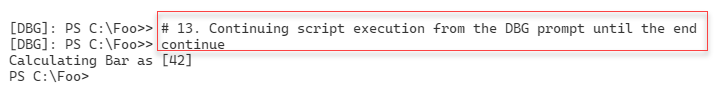 [DBG]: PS C:\Foo>> # 13. Continuing script execution from the DBG prompt until the end
[DBG]: PS C:\Foo>> continue
Calculating Bar as [42]
PS C:\Foo>